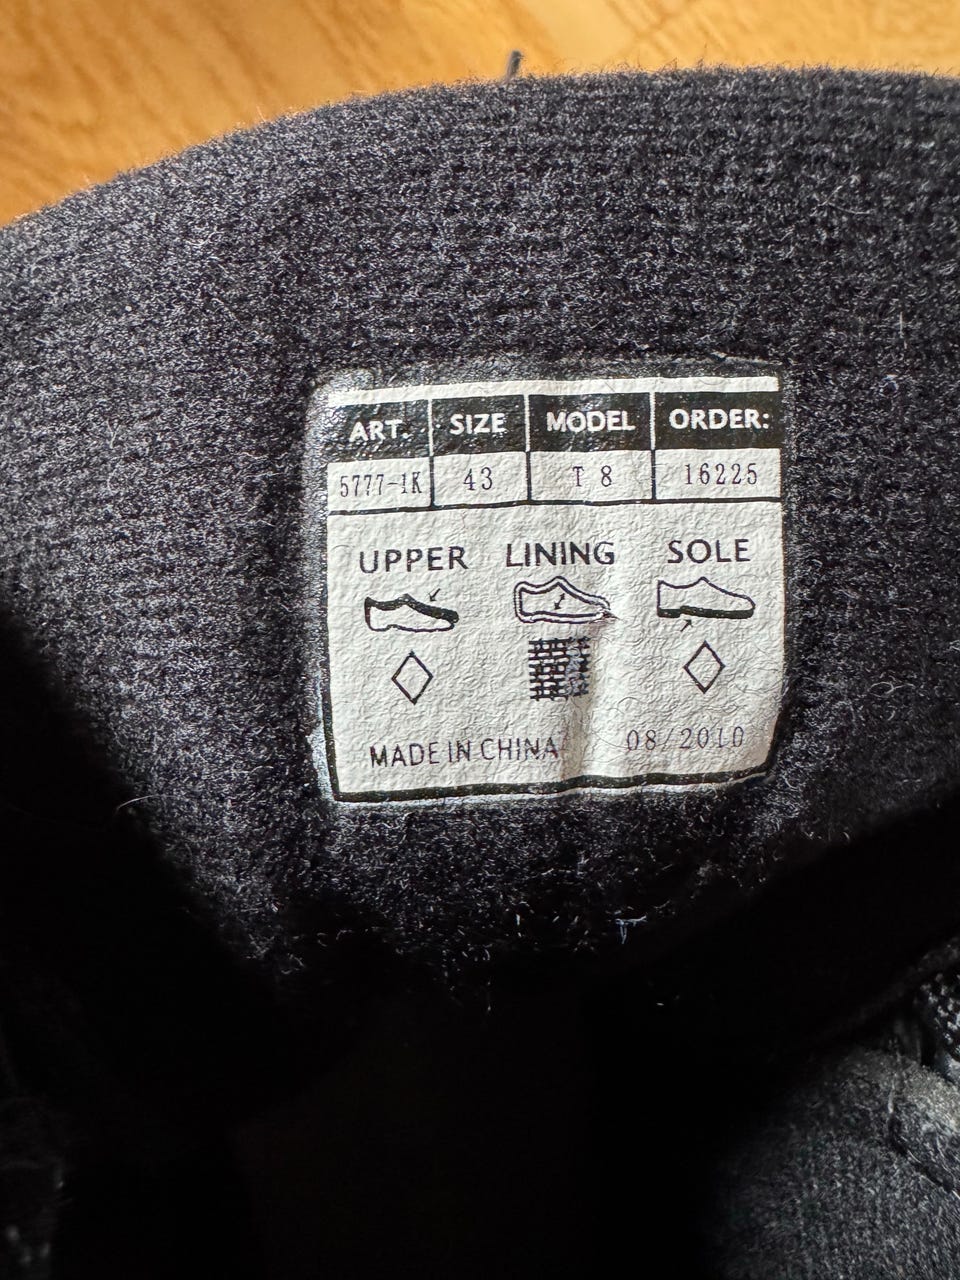 ART. SIZE MODEL ORDER:
5777-1K 43 T 8 16225
UPPER LINING SOLE
MADE IN CHINA 08/2010